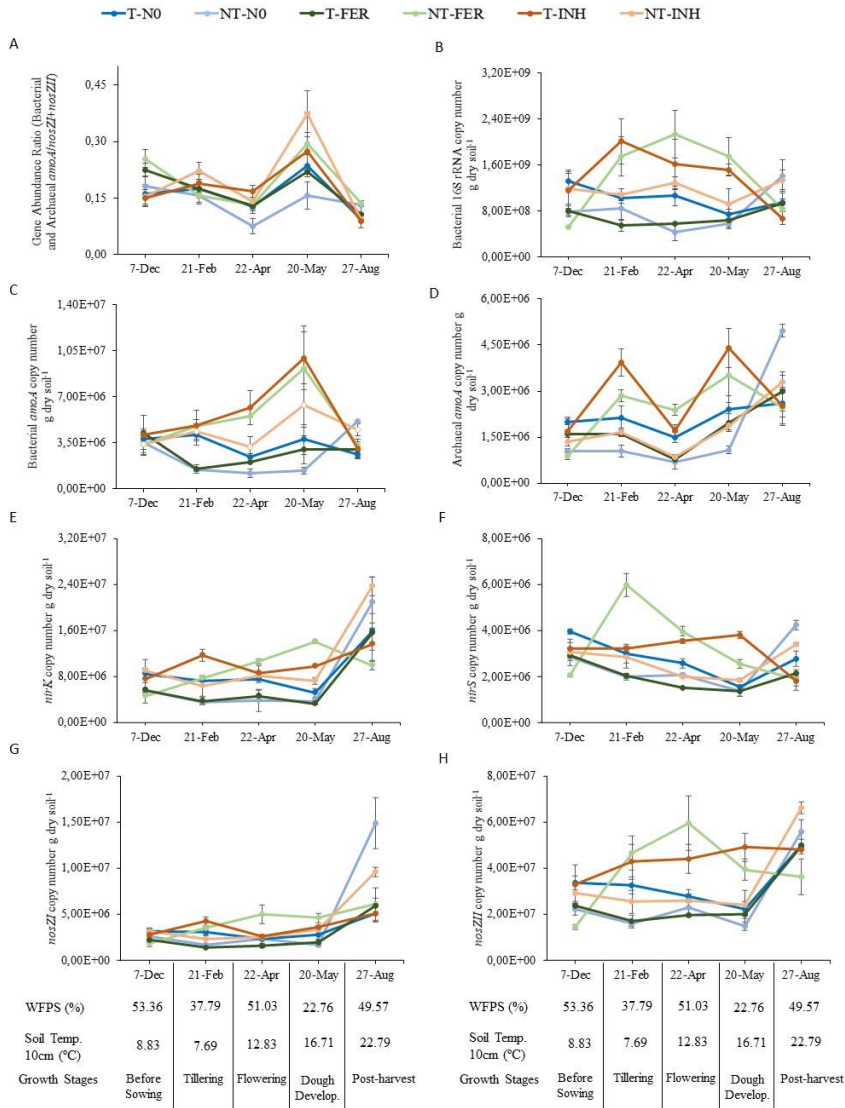 T-N0 NT-N0 T-FER NT-FER T-INH NT-INH
A
Gene Abundance Ratio (Bacterial
and Archaeal amoA/nosZI+nosZII)
0,45
0,30
0,15
0,00
7-Dec 21-Feb 22-Apr 20-May 27-Aug
B
Bacterial 16S rRNA copy number
g dry soil-1
3,20E+09
2,40E+09
1,60E+09
8,00E+08
0,00E+00
7-Dec 21-Feb 22-Apr 20-May 27-Aug
C
Bacterial amoA copy number
g dry soil-1
1,40E+07
1,05E+07
7,00E+06
3,50E+06
0,00E+00
7-Dec 21-Feb 22-Apr 20-May 27-Aug
D
Archaeal amoA copy number g
dry soil-1
6,00E+06
4,50E+06
3,00E+06
1,50E+06
0,00E+00
7-Dec 21-Feb 22-Apr 20-May 27-Aug
E
nirK copy number g dry soil-1
3,20E+07
2,40E+07
1,60E+07
8,00E+06
0,00E+00
7-Dec 21-Feb 22-Apr 20-May 27-Aug
F
nirS copy number g dry soil-1
8,00E+06
6,00E+06
4,00E+06
2,00E+06
0,00E+00
7-Dec 21-Feb 22-Apr 20-May 27-Aug
G
nosZI copy number g dry soil-1
2,00E+07
1,50E+07
1,00E+07
5,00E+06
0,00E+00
7-Dec 21-Feb 22-Apr 20-May 27-Aug
WFPS (%) 53.36 37.79 51.03 22.76 49.57
Soil Temp.
10cm (ºC) 8.83 7.69 12.83 16.71 22.79
Growth Stages Before Tillering Flowering Dough Post-harvest
Sowing Develop.
H
nosZII copy number g dry soil-1
8,00E+07
6,00E+07
4,00E+07
2,00E+07
0,00E+00
7-Dec 21-Feb 22-Apr 20-May 27-Aug
WFPS (%) 53.36 37.79 51.03 22.76 49.57
Soil Temp.
10cm (ºC) 8.83 7.69 12.83 16.71 22.79
Growth Stages Before Tillering Flowering Dough Post-harvest
Sowing Develop.